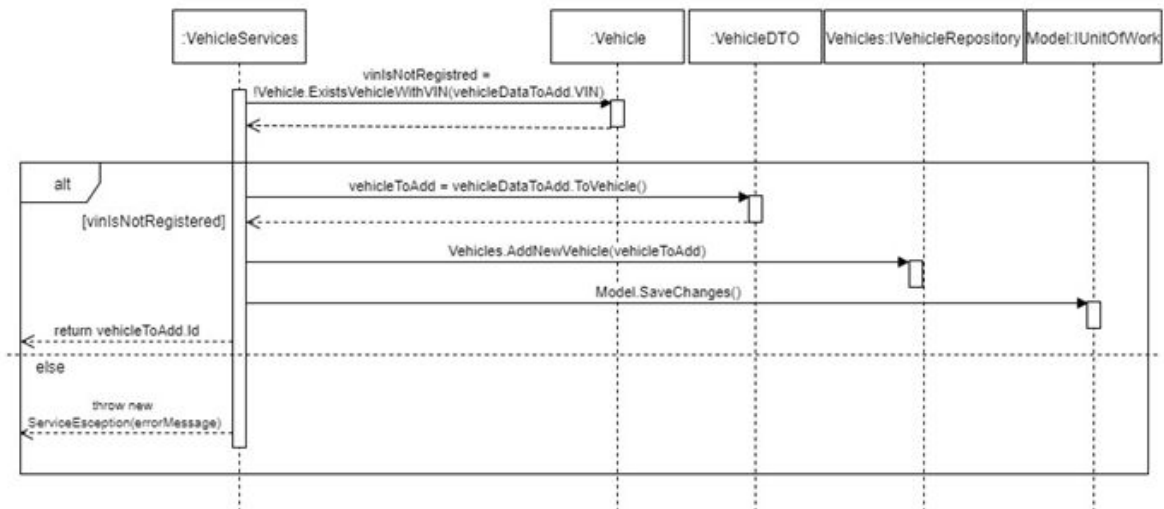 :VehicleServices
:Vehicle
:VehicleDTO
Vehicles:IVehicleRepository
Model:IUnitOfWork
vinIsNotRegistred =
!Vehicle.ExistsVehicleWithVIN(vehicleDataToAdd.VIN)
alt
vehicleToAdd = vehicleDataToAdd.ToVehicle()
[vinIsNotRegistered]
Vehicles.AddNewVehicle(vehicleToAdd)
Model.SaveChanges()
return vehicleToAdd.Id
else
throw new
ServiceException(errorMessage)